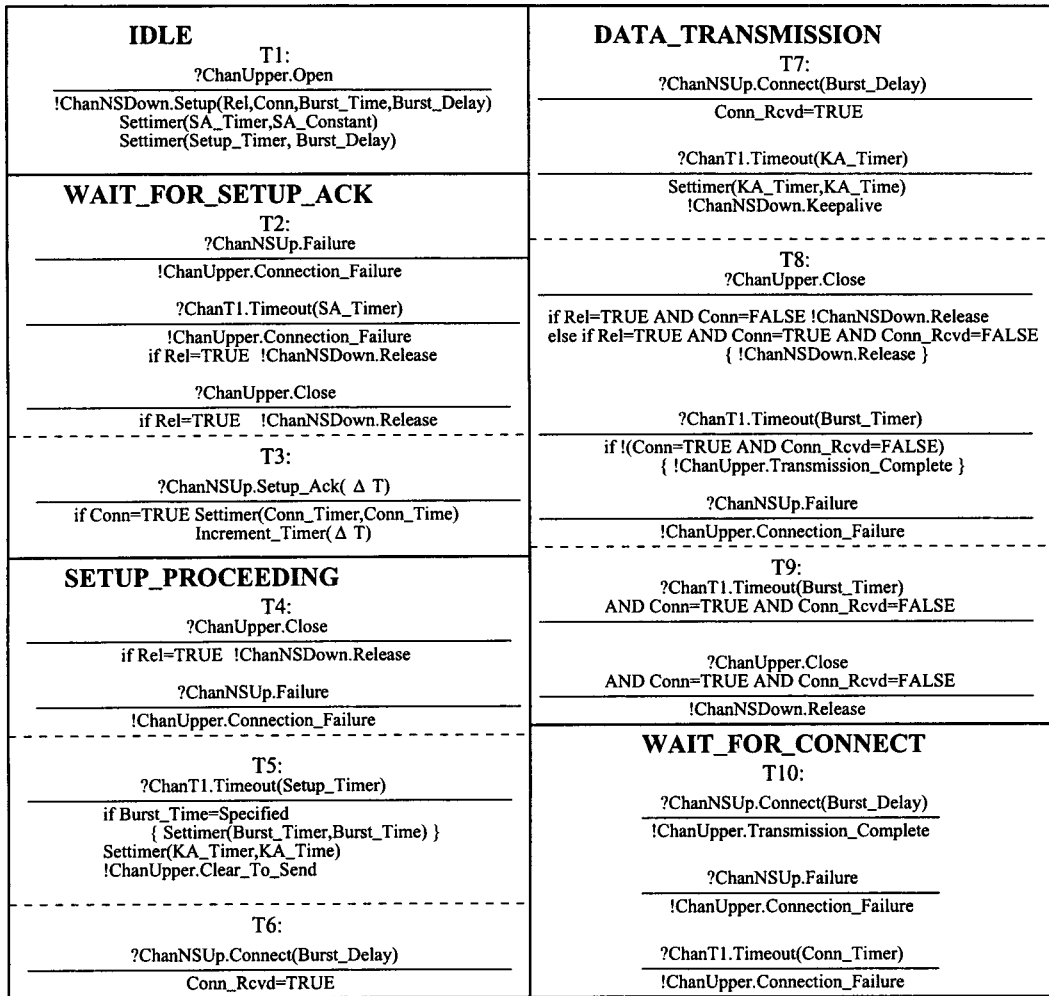 IDLE
T1:
?ChanUpper.Open
!ChanNSDown.Setup(Rel,Conn,Burst_Time,Burst_Delay)
Settimer(SA_Timer,SA_Constant)
Settimer(Setup_Timer, Burst_Delay)
WAIT_FOR_SETUP_ACK
T2:
?ChanNSUp.Failure
!ChanUpper.Connection_Failure
?ChanT1.Timeout(SA_Timer)
!ChanUpper.Connection_Failure
if Rel=TRUE !ChanNSDown.Release
?ChanUpper.Close
if Rel=TRUE !ChanNSDown.Release
T3:
?ChanNSUp.Setup_Ack( Δ T)
if Conn=TRUE Settimer(Conn_Timer,Conn_Time)
Increment_Timer(Δ T)
SETUP_PROCEEDING
T4:
?ChanUpper.Close
if Rel=TRUE !ChanNSDown.Release
?ChanNSUp.Failure
!ChanUpper.Connection_Failure
T5:
?ChanT1.Timeout(Setup_Timer)
if Burst_Time=Specified
{ Settimer(Burst_Timer,Burst_Time) }
Settimer(KA_Timer,KA_Time)
!ChanUpper.Clear_To_Send
T6:
?ChanNSUp.Connect(Burst_Delay)
Conn_Rcvd=TRUE
DATA_TRANSMISSION
T7:
?ChanNSUp.Connect(Burst_Delay)
Conn_Rcvd=TRUE
?ChanT1.Timeout(KA_Timer)
Settimer(KA_Timer,KA_Time)
!ChanNSDown.Keepalive
T8:
?ChanUpper.Close
if Rel=TRUE AND Conn=FALSE !ChanNSDown.Release
else if Rel=TRUE AND Conn=TRUE AND Conn_Rcvd=FALSE
{ !ChanNSDown.Release }
?ChanT1.Timeout(Burst_Timer)
if !(Conn=TRUE AND Conn_Rcvd=FALSE)
{ !ChanUpper.Transmission_Complete }
?ChanNSUp.Failure
!ChanUpper.Connection_Failure
T9:
?ChanT1.Timeout(Burst_Timer)
AND Conn=TRUE AND Conn_Rcvd=FALSE
?ChanUpper.Close
AND Conn=TRUE AND Conn_Rcvd=FALSE
!ChanNSDown.Release
WAIT_FOR_CONNECT
T10:
?ChanNSUp.Connect(Burst_Delay)
!ChanUpper.Transmission_Complete
?ChanNSUp.Failure
!ChanUpper.Connection_Failure
?ChanT1.Timeout(Conn_Timer)
!ChanUpper.Connection_Failure